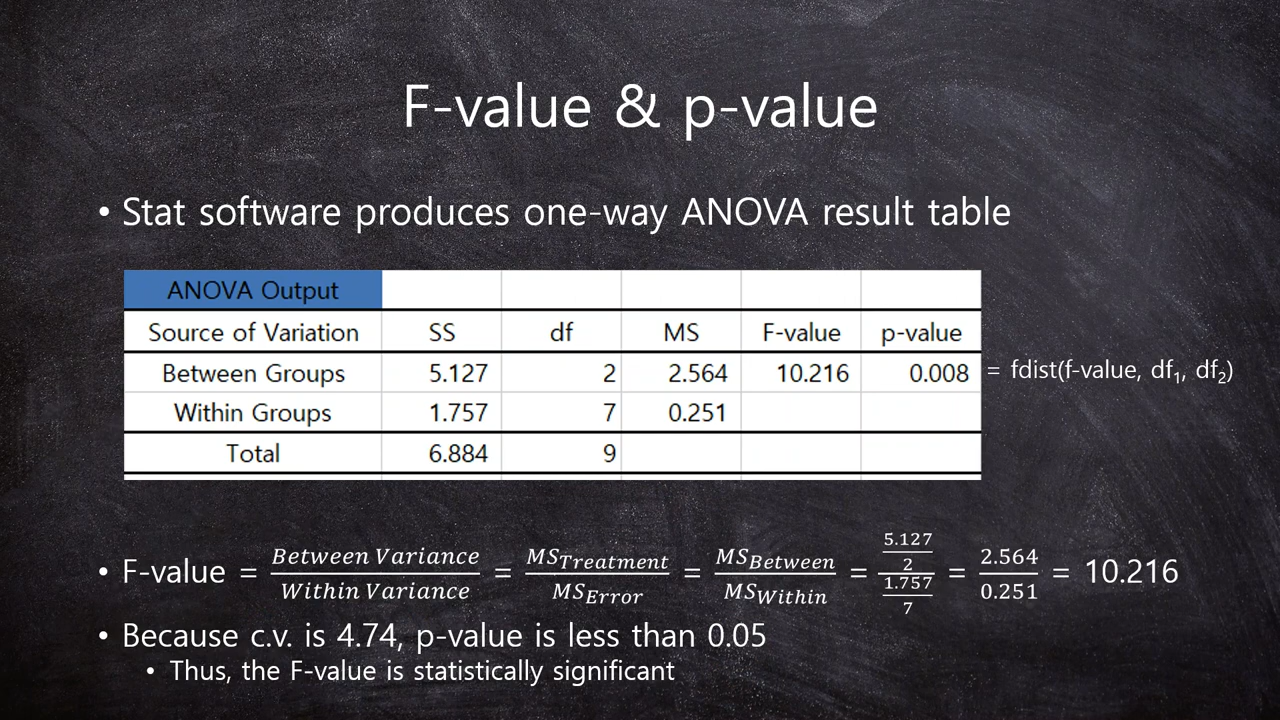 F-value & p-value
• Stat software produces one-way ANOVA result table
ANOVA Output
Source of Variation SS df MS F-value p-value
Between Groups 5.127 2 2.564 10.216 0.008 = fdist(f-value, df₁, df₂)
Within Groups 1.757 7 0.251
Total 6.884 9
• F-value = Between Variance / Within Variance = MS_Treatment / MS_Error = MS_Between / MS_Within = (5.127/2) / (1.757/7) = 2.564 / 0.251 = 10.216
• Because c.v. is 4.74, p-value is less than 0.05
• Thus, the F-value is statistically significant